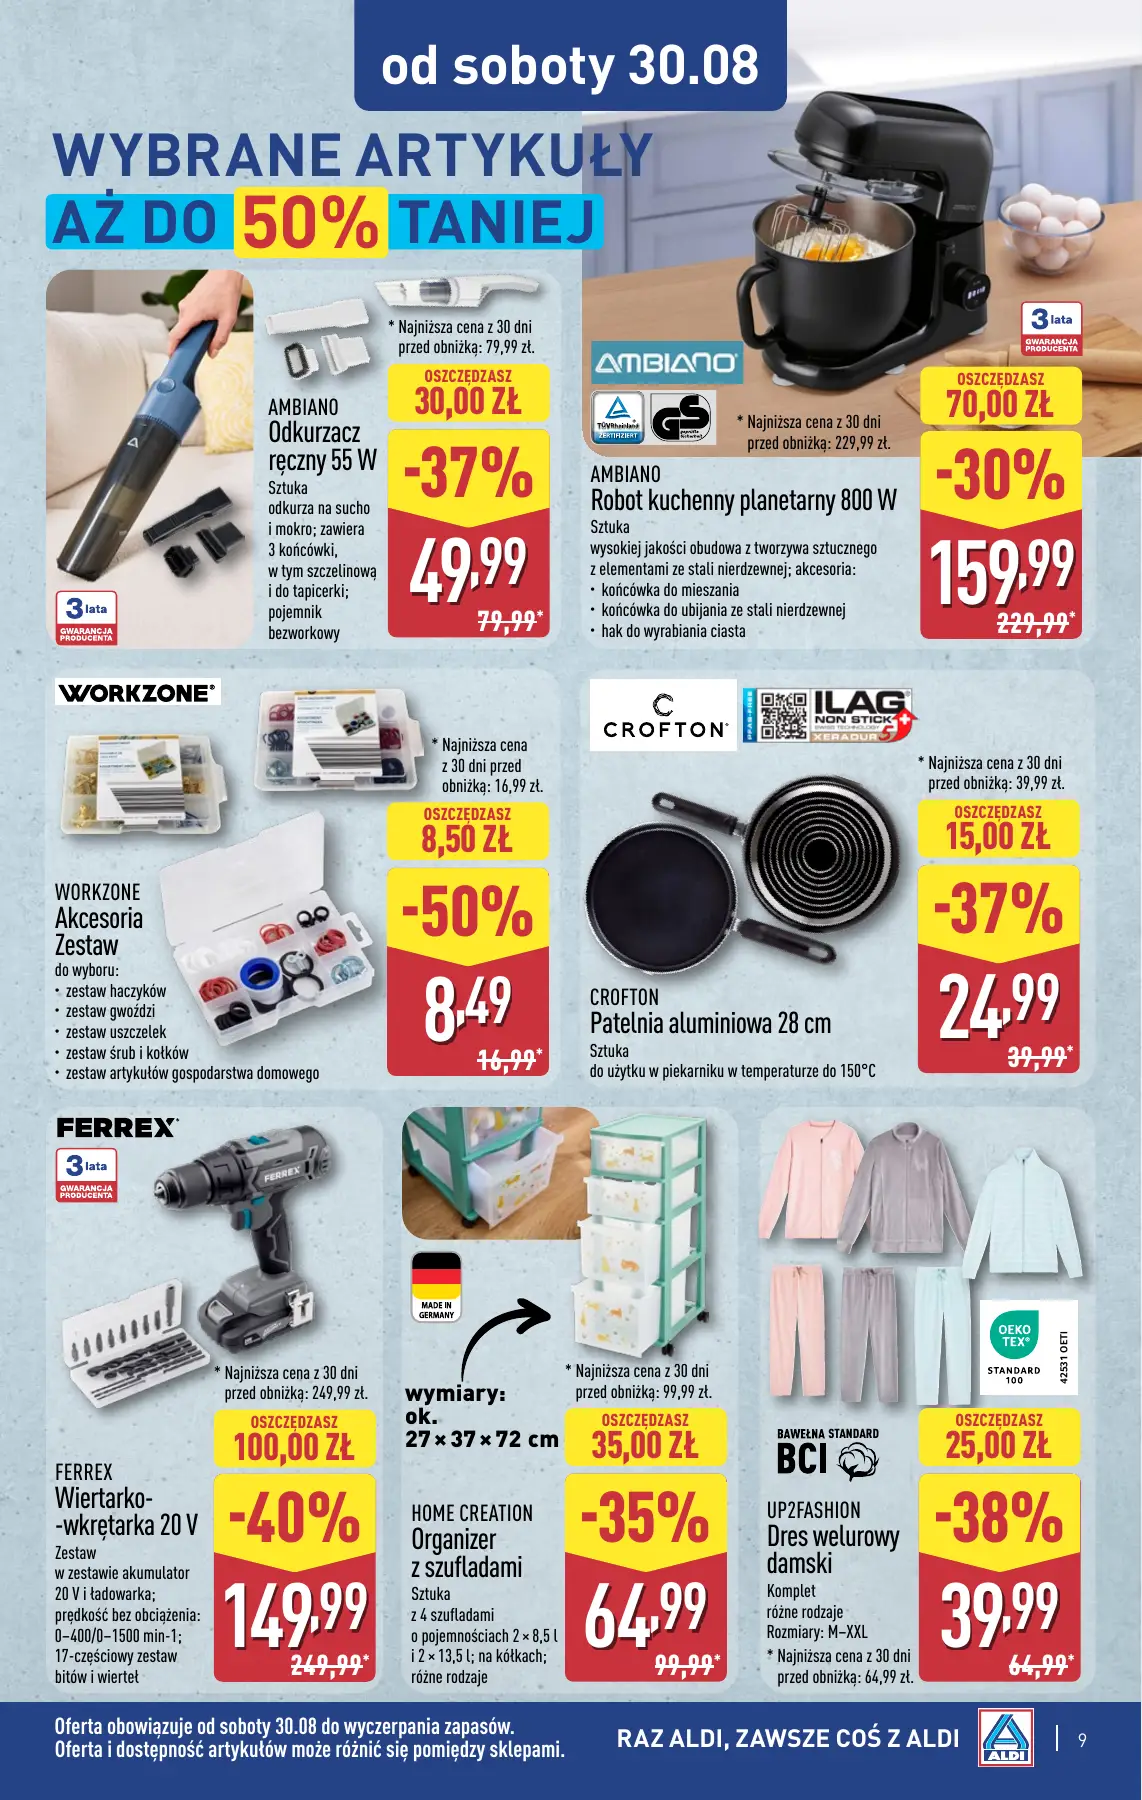 od soboty 30.08
WYBRANE ARTYKUŁY
AŻ DO 50% TANIEJ
* Najniższa cena z 30 dni
przed obniżką: 79,99 zł.
OSZCZĘDZASZ
30,00 ZŁ
-37%
49,99
79,99*
AMBIANO
Odkurzacz
ręczny 55 W
Sztuka
odkurza na sucho
i mokro; zawiera
3 końcówki,
w tym szczelinową
i do tapicerki;
pojemnik
bezworkowy
3 lata
GWARANCJA
PRODUCENTA
3 lata
GWARANCJA
PRODUCENTA
AMBIANO
TÜVRheinland
ZERTIFIZIERT
GS
geprüfte
Sicherheit
* Najniższa cena z 30 dni
przed obniżką: 229,99 zł.
OSZCZĘDZASZ
70,00 ZŁ
-30%
159,99
229,99*
AMBIANO
Robot kuchenny planetarny 800 W
Sztuka
wysokiej jakości obudowa z tworzywa sztucznego
z elementami ze stali nierdzewnej; akcesoria:
• końcówka do mieszania
• końcówka do ubijania ze stali nierdzewnej
• hak do wyrabiania ciasta
WORKZONE®
* Najniższa cena
z 30 dni przed
obniżką: 16,99 zł.
OSZCZĘDZASZ
8,50 ZŁ
-50%
8,49
16,99*
WORKZONE
Akcesoria
Zestaw
do wyboru:
• zestaw haczyków
• zestaw gwoździ
• zestaw uszczelek
• zestaw śrub i kołków
• zestaw artykułów gospodarstwa domowego
CROFTON®
PFAS-FREE
ILAG
NON STICK
SWISS TECHNOLOGY
XERADUR 5
* Najniższa cena z 30 dni
przed obniżką: 39,99 zł.
OSZCZĘDZASZ
15,00 ZŁ
-37%
24,99
39,99*
CROFTON
Patelnia aluminiowa 28 cm
Sztuka
do użytku w piekarniku w temperaturze do 150°C
FERREX®
3 lata
GWARANCJA
PRODUCENTA
FERREX
* Najniższa cena z 30 dni
przed obniżką: 249,99 zł.
OSZCZĘDZASZ
100,00 ZŁ
-40%
149,99
249,99*
FERREX
Wiertarko-
-wkrętarka 20 V
Zestaw
w zestawie akumulator
20 V i ładowarka;
prędkość bez obciążenia:
0–400/0–1500 min-1;
17-częściowy zestaw
bitów i wierteł
MADE IN
GERMANY
wymiary:
ok.
27 × 37 × 72 cm
* Najniższa cena z 30 dni
przed obniżką: 99,99 zł.
OSZCZĘDZASZ
35,00 ZŁ
-35%
64,99
99,99*
HOME CREATION
Organizer
z szufladami
Sztuka
z 4 szufladami
o pojemnościach 2 × 8,5 l
i 2 × 13,5 l; na kółkach;
różne rodzaje
OEKO
TEX®
STANDARD
100
42531 OETI
BAWEŁNA STANDARD
BCI
OSZCZĘDZASZ
25,00 ZŁ
-38%
39,99
64,99*
UP2FASHION
Dres welurowy
damski
Komplet
różne rodzaje
Rozmiary: M–XXL
* Najniższa cena z 30 dni
przed obniżką: 64,99 zł.
Oferta obowiązuje od soboty 30.08 do wyczerpania zapasów.
Oferta i dostępność artykułów może różnić się pomiędzy sklepami.
RAZ ALDI, ZAWSZE COŚ Z ALDI
ALDI
9